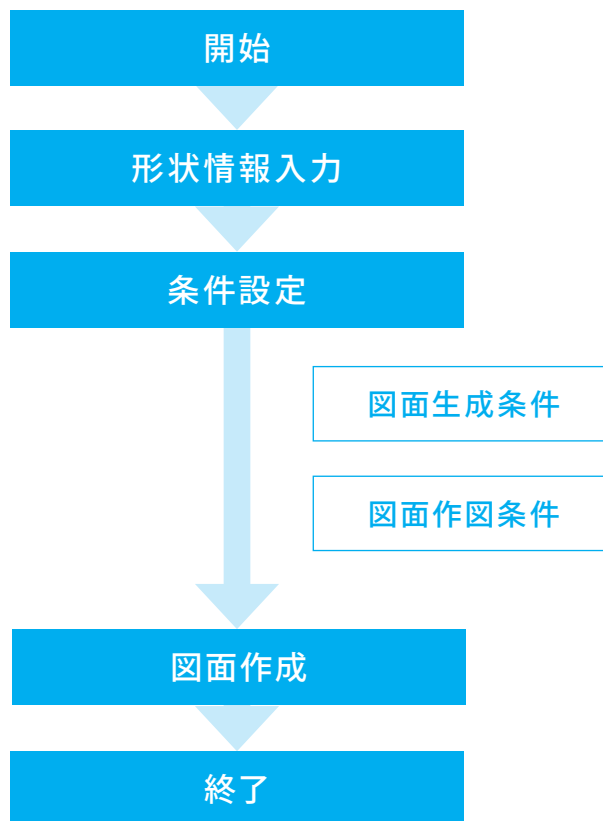 開始
形状情報入力
条件設定
図面生成条件
図面作図条件
図面作成
終了